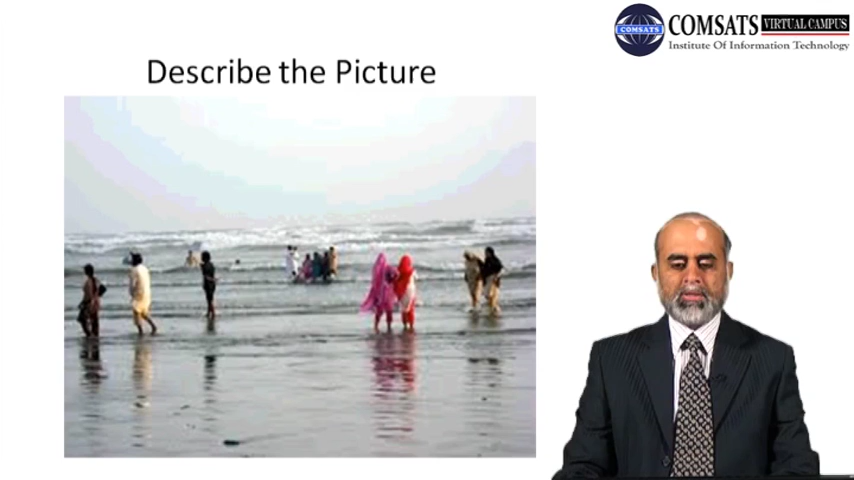 COMSATS VIRTUAL CAMPUS
COMSATS Institute Of Information Technology
Describe the Picture